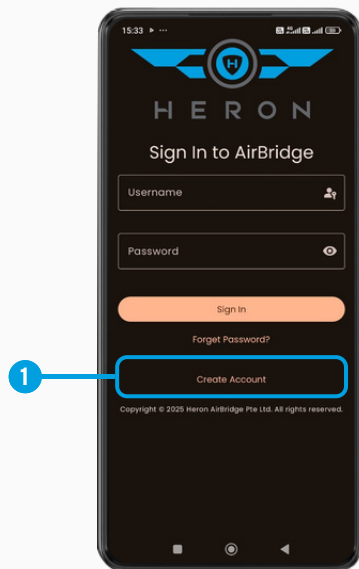 15:33
HERON
Sign In to AirBridge
Username
Password
Sign In
Forget Password?
1
Create Account
Copyright © 2025 Heron AirBridge Pte Ltd. All rights reserved.